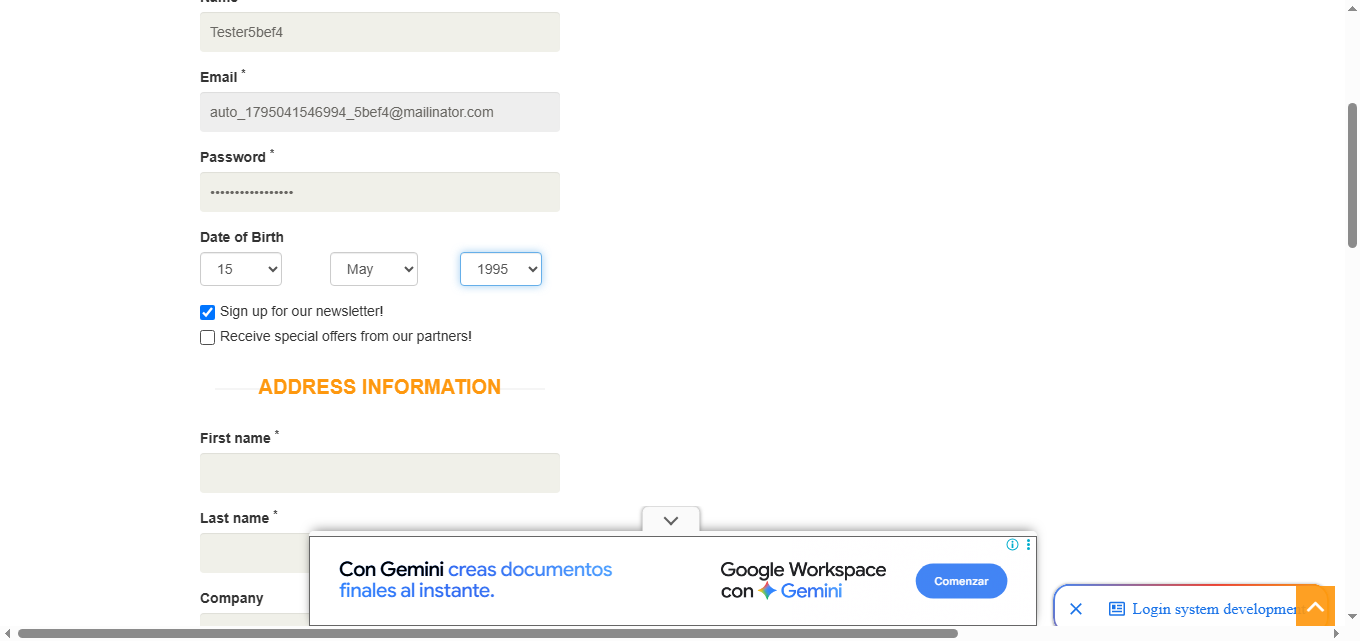 Name
Tester5bef4
Email *
auto_1795041546994_5bef4@mailinator.com
Password *
•••••••••••••••••
Date of Birth
15 May 1995
Sign up for our newsletter!
Receive special offers from our partners!
ADDRESS INFORMATION
First name *
Last name *
Company
Con Gemini creas documentos
finales al instante.
Google Workspace
con Gemini
Comenzar
Login system developmen